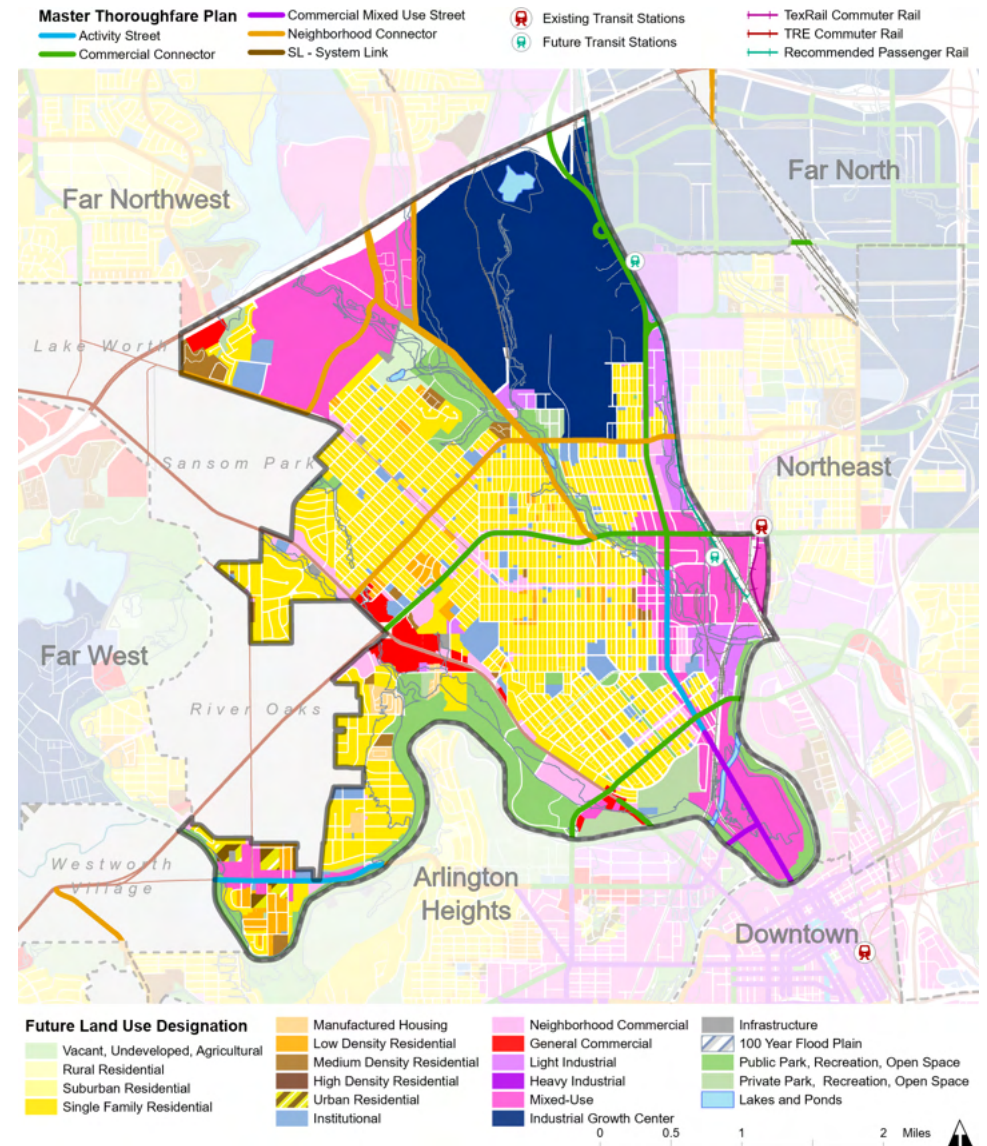 Master Thoroughfare Plan
Activity Street
Commercial Connector
Commercial Mixed Use Street
Neighborhood Connector
SL - System Link
Existing Transit Stations
Future Transit Stations
TexRail Commuter Rail
TRE Commuter Rail
Recommended Passenger Rail
Far Northwest
Far North
Lake Worth
Sansom Park
Northeast
Far West
River Oaks
Westworth
Village
Arlington
Heights
Downtown
Future Land Use Designation
Vacant, Undeveloped, Agricultural
Rural Residential
Suburban Residential
Single Family Residential
Manufactured Housing
Low Density Residential
Medium Density Residential
High Density Residential
Urban Residential
Institutional
Neighborhood Commercial
General Commercial
Light Industrial
Heavy Industrial
Mixed-Use
Industrial Growth Center
Infrastructure
100 Year Flood Plain
Public Park, Recreation, Open Space
Private Park, Recreation, Open Space
Lakes and Ponds
0 0.5 1 2 Miles